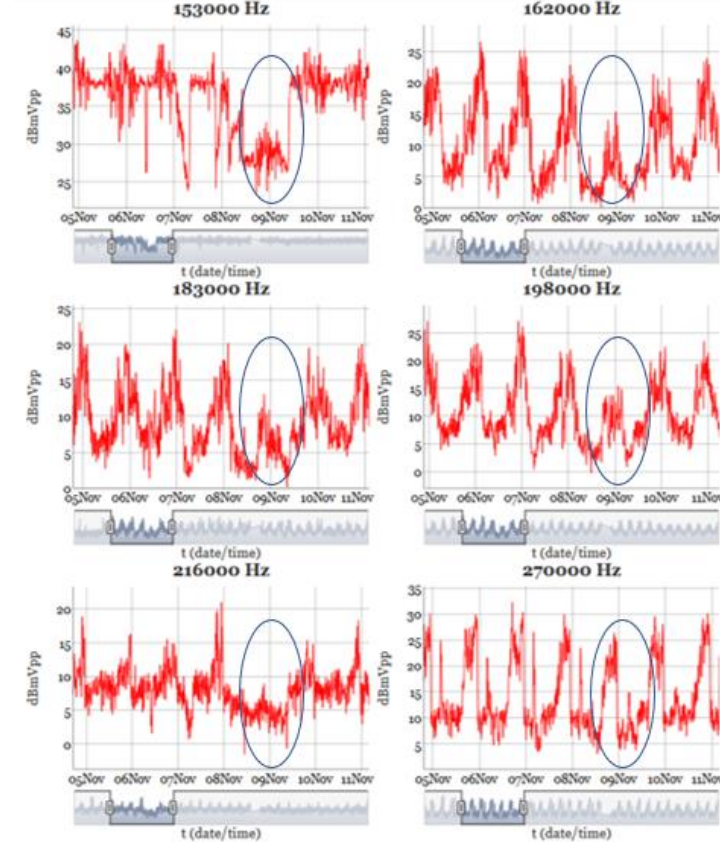 153000 Hz
45
40
35
30
25
dBmVpp
05Nov 06Nov 07Nov 08Nov 09Nov 10Nov 11Nov
t (date/time)
162000 Hz
25
20
15
10
5
0
dBmVpp
05Nov 06Nov 07Nov 08Nov 09Nov 10Nov 11Nov
t (date/time)
183000 Hz
25
20
15
10
5
0
dBmVpp
05Nov 06Nov 07Nov 08Nov 09Nov 10Nov 11Nov
t (date/time)
198000 Hz
25
20
15
10
5
0
dBmVpp
05Nov 06Nov 07Nov 08Nov 09Nov 10Nov 11Nov
t (date/time)
216000 Hz
20
15
10
5
0
dBmVpp
05Nov 06Nov 07Nov 08Nov 09Nov 10Nov 11Nov
t (date/time)
270000 Hz
35
30
25
20
15
10
5
dBmVpp
05Nov 06Nov 07Nov 08Nov 09Nov 10Nov 11Nov
t (date/time)